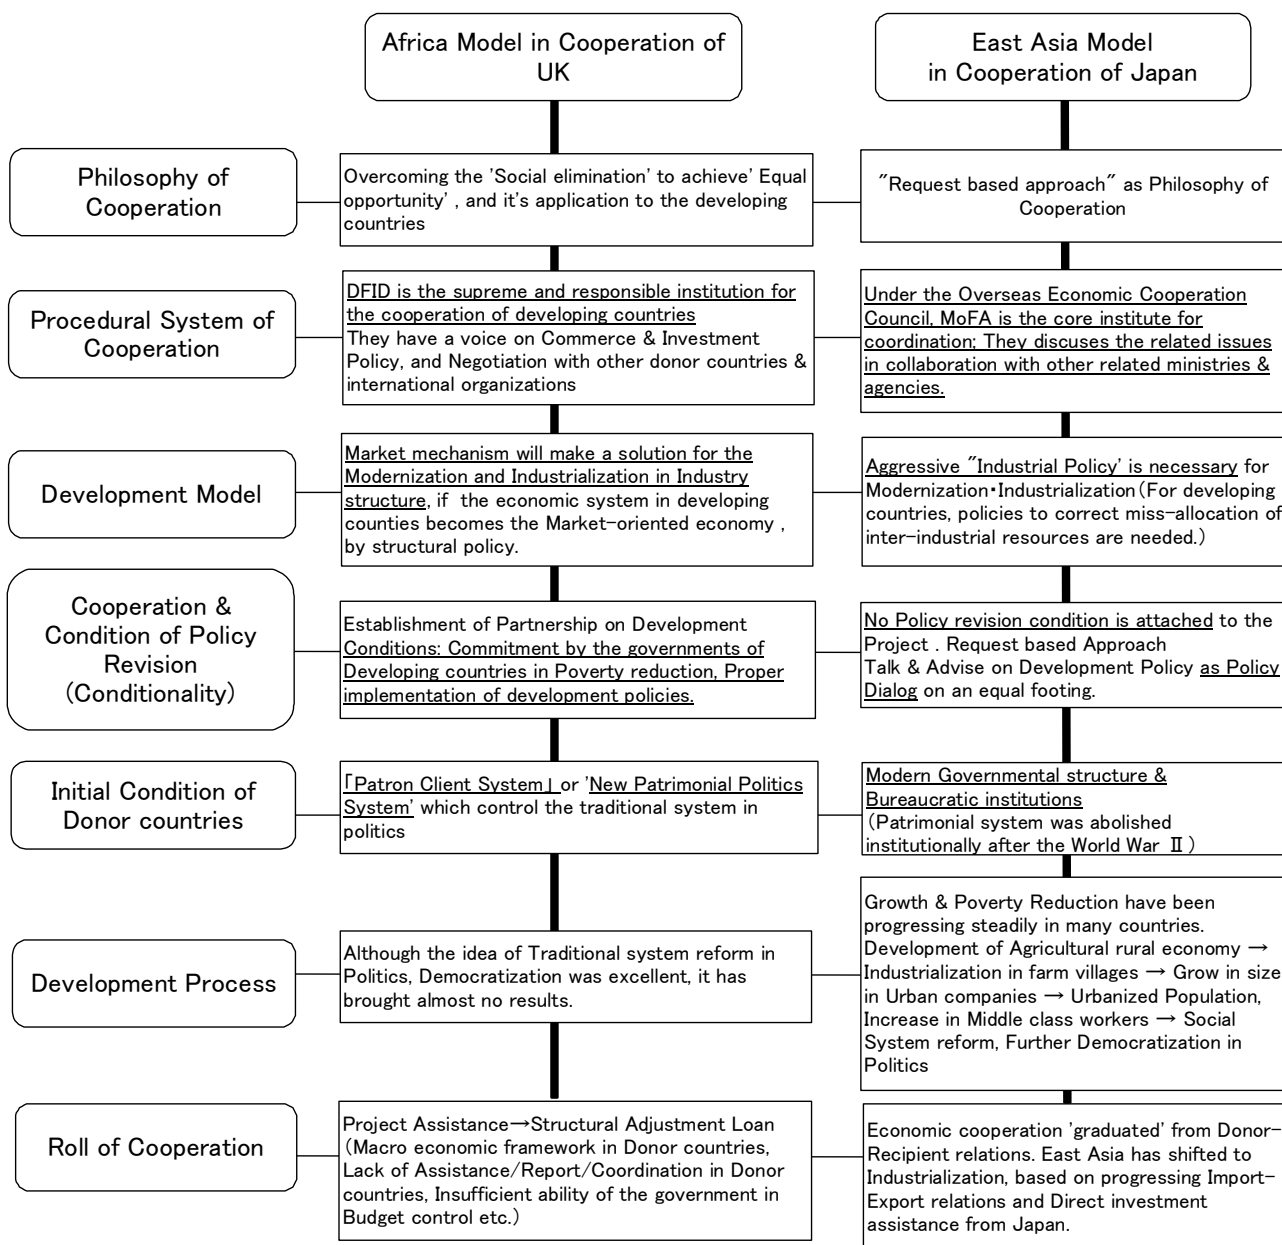 Africa Model in Cooperation of
UK
East Asia Model
in Cooperation of Japan
Philosophy of
Cooperation
Overcoming the 'Social elimination' to achieve' Equal
opportunity' , and it's application to the developing
countries
"Request based approach" as Philosophy of
Cooperation
Procedural System of
Cooperation
DFID is the supreme and responsible institution for
the cooperation of developing countries
They have a voice on Commerce & Investment
Policy, and Negotiation with other donor countries &
international organizations
Under the Overseas Economic Cooperation
Council, MoFA is the core institute for
coordination; They discusses the related issues
in collaboration with other related ministries &
agencies.
Development Model
Market mechanism will make a solution for the
Modernization and Industrialization in Industry
structure, if the economic system in developing
counties becomes the Market-oriented economy ,
by structural policy.
Aggressive "Industrial Policy' is necessary for
Modernization・Industrialization(For developing
countries, policies to correct miss-allocation of
inter-industrial resources are needed.)
Cooperation &
Condition of Policy
Revision
(Conditionality)
Establishment of Partnership on Development
Conditions: Commitment by the governments of
Developing countries in Poverty reduction, Proper
implementation of development policies.
No Policy revision condition is attached to the
Project . Request based Approach
Talk & Advise on Development Policy as Policy
Dialog on an equal footing.
Initial Condition of
Donor countries
「Patron Client System」 or 'New Patrimonial Politics
System' which control the traditional system in
politics
Modern Governmental structure &
Bureaucratic institutions
(Patrimonial system was abolished
institutionally after the World War Ⅱ)
Development Process
Although the idea of Traditional system reform in
Politics, Democratization was excellent, it has
brought almost no results.
Growth & Poverty Reduction have been
progressing steadily in many countries.
Development of Agricultural rural economy →
Industrialization in farm villages → Grow in size
in Urban companies → Urbanized Population,
Increase in Middle class workers → Social
System reform, Further Democratization in
Politics
Roll of Cooperation
Project Assistance→Structural Adjustment Loan
(Macro economic framework in Donor countries,
Lack of Assistance/Report/Coordination in Donor
countries, Insufficient ability of the government in
Budget control etc.)
Economic cooperation 'graduated' from Donor-
Recipient relations. East Asia has shifted to
Industrialization, based on progressing Import-
Export relations and Direct investment
assistance from Japan.